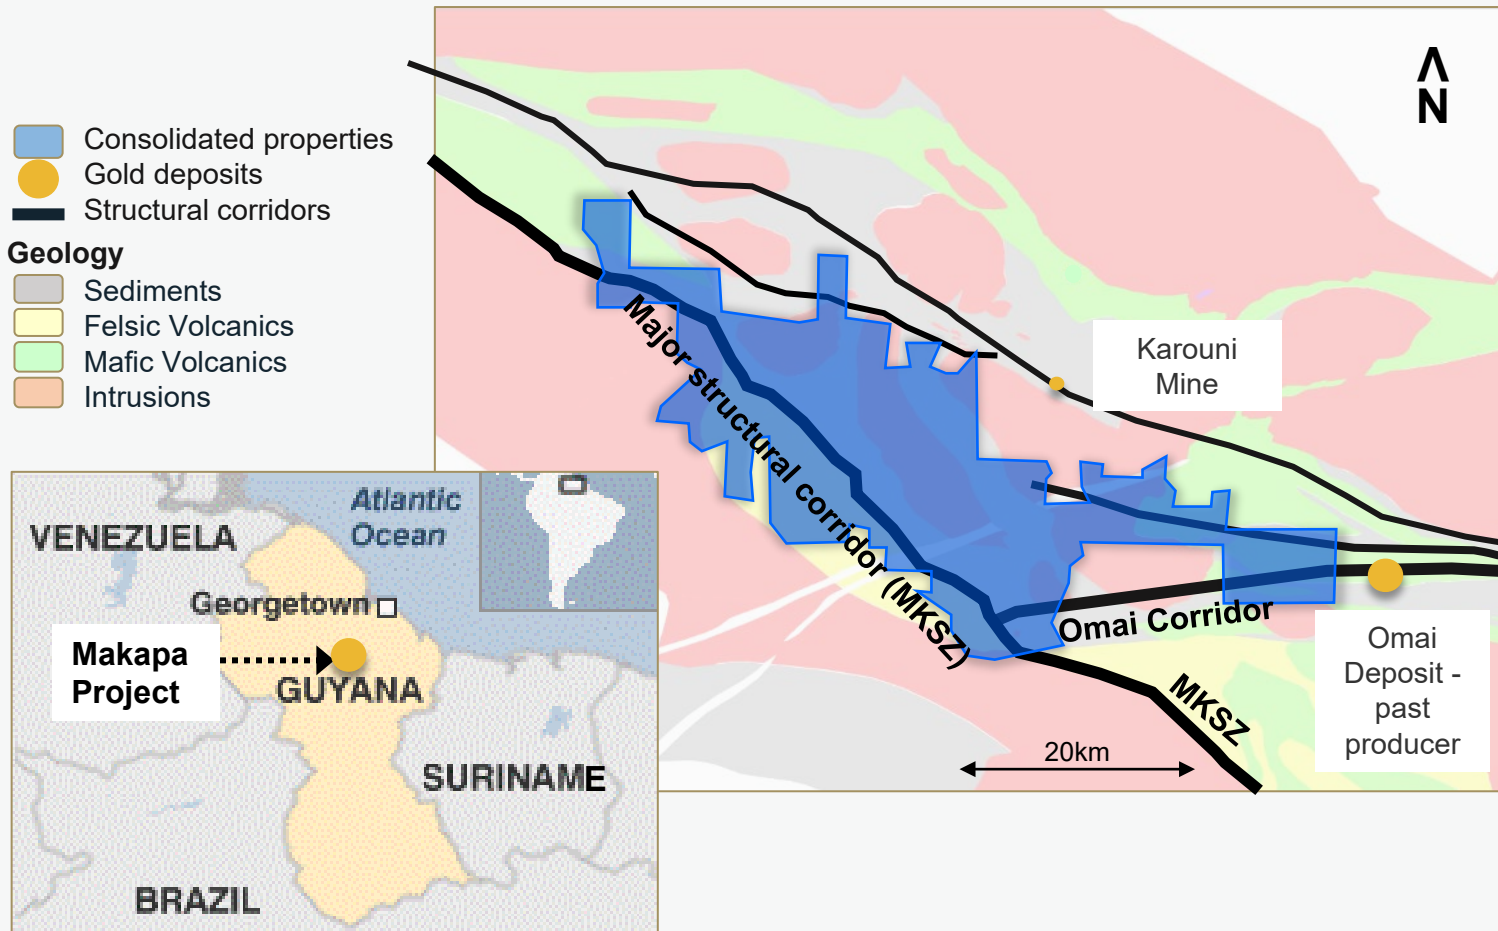 Consolidated properties
Gold deposits
Structural corridors
Geology
Sediments
Felsic Volcanics
Mafic Volcanics
Intrusions
Λ
N
Karouni
Mine
Major structural corridor (MKSZ)
Omai Corridor
MKSZ
Omai
Deposit -
past
producer
20km
Atlantic
Ocean
VENEZUELA
Georgetown
Makapa
Project
GUYANA
SURINAME
BRAZIL